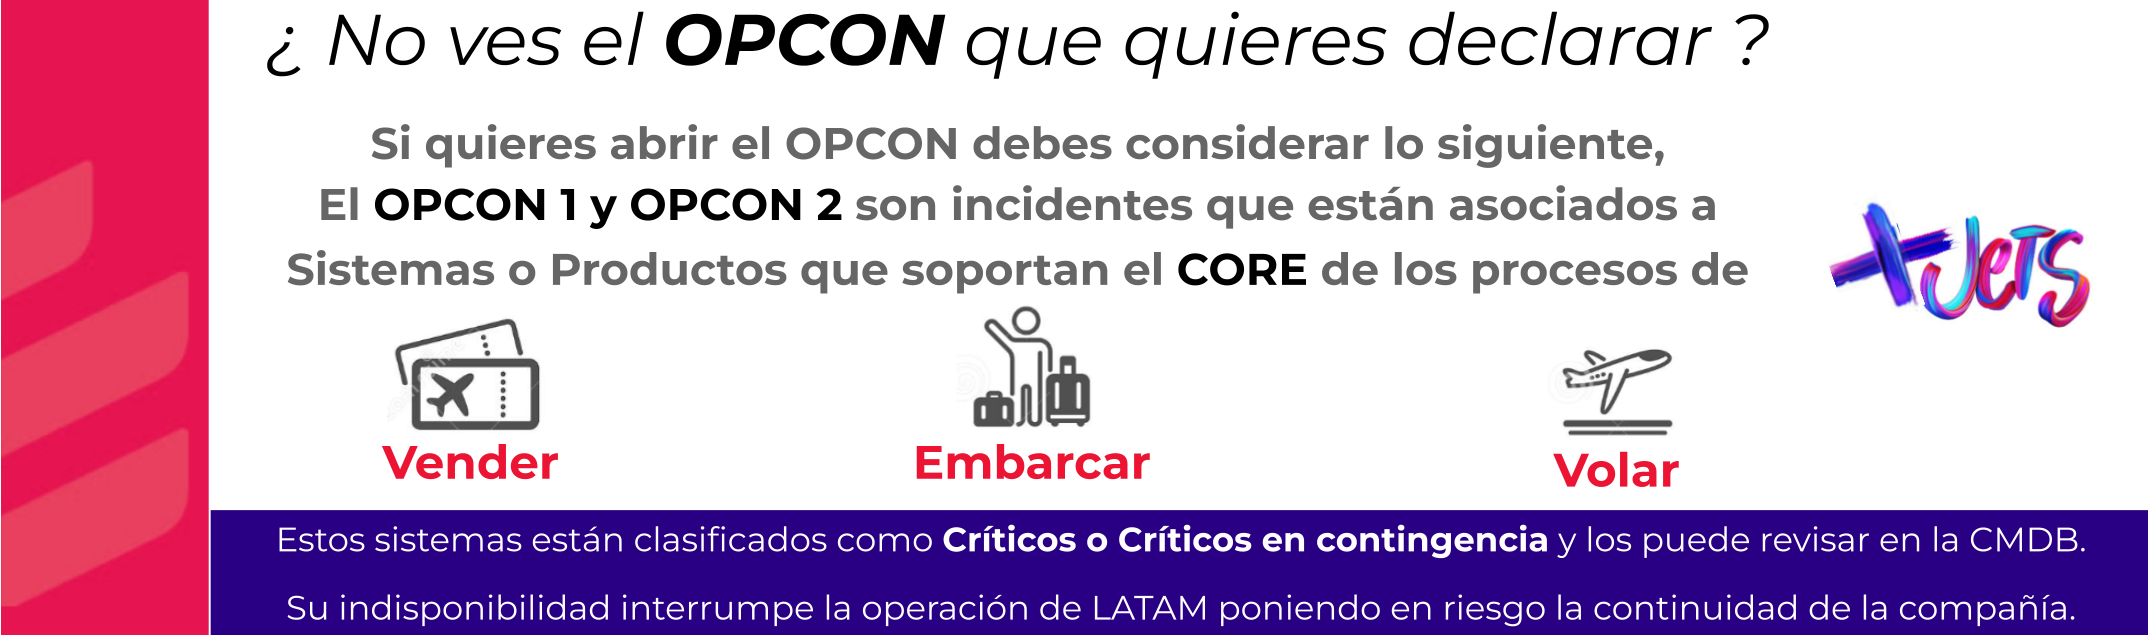 ¿ No ves el OPCON que quieres declarar ?
Si quieres abrir el OPCON debes considerar lo siguiente,
El OPCON 1 y OPCON 2 son incidentes que están asociados a
Sistemas o Productos que soportan el CORE de los procesos de
+JeTS
Vender
Embarcar
Volar
Estos sistemas están clasificados como Críticos o Críticos en contingencia y los puede revisar en la CMDB.
Su indisponibilidad interrumpe la operación de LATAM poniendo en riesgo la continuidad de la compañía.